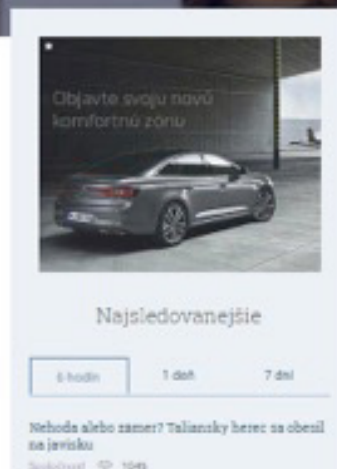 Objavte svoju novú
komfortnú zónu
Najsledovanejšie
6 hodín
1 deň
7 dní
Nehoda alebo zámer? Taliansky herec sa obesil
na javisku